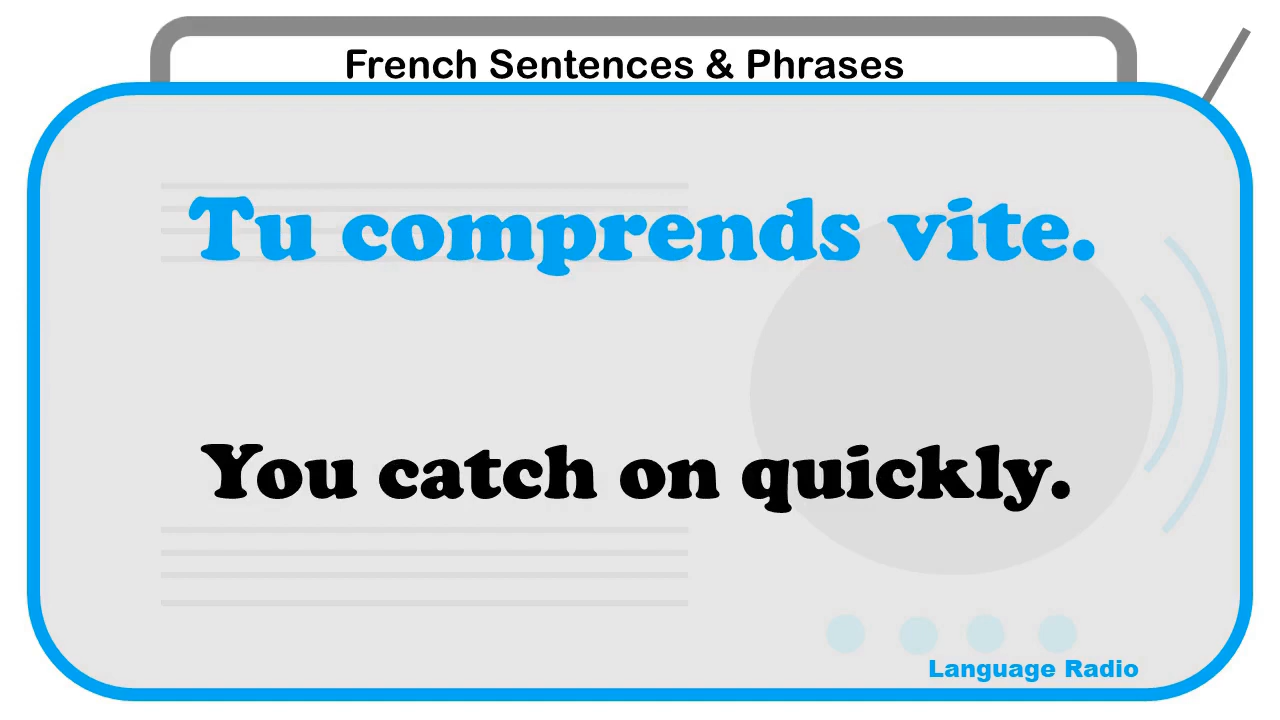 French Sentences & Phrases
Tu comprends vite.
You catch on quickly.
Language Radio